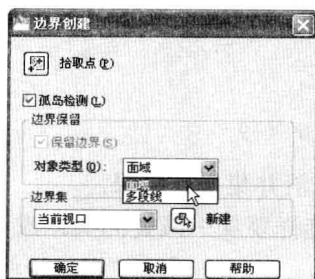 边界创建
拾取点(P)
孤岛检测(L)
边界保留
保留边界(S)
对象类型(O): 面域
面域
多段线
边界集
当前视口 新建
确定 取消 帮助